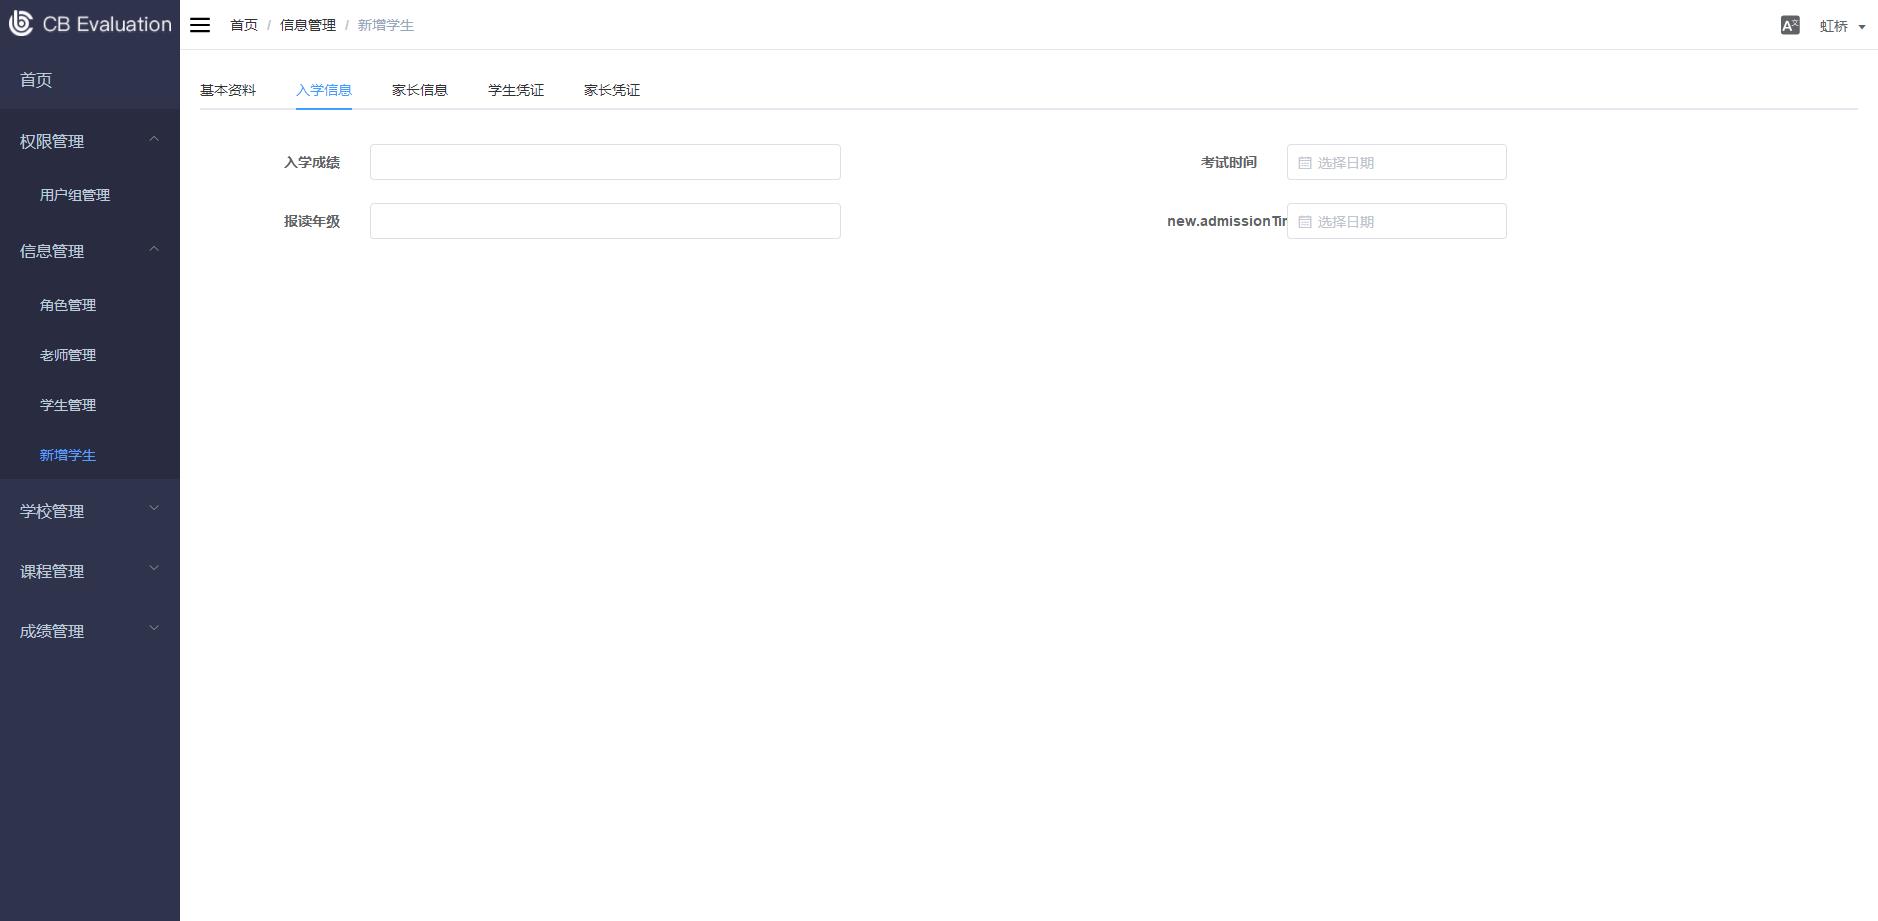 CB Evaluation
首页 / 信息管理 / 新增学生
虹桥
首页
权限管理
用户组管理
信息管理
角色管理
老师管理
学生管理
新增学生
学校管理
课程管理
成绩管理
基本资料 入学信息 家长信息 学生凭证 家长凭证
入学成绩
考试时间 选择日期
报读年级
new.admissionTir 选择日期